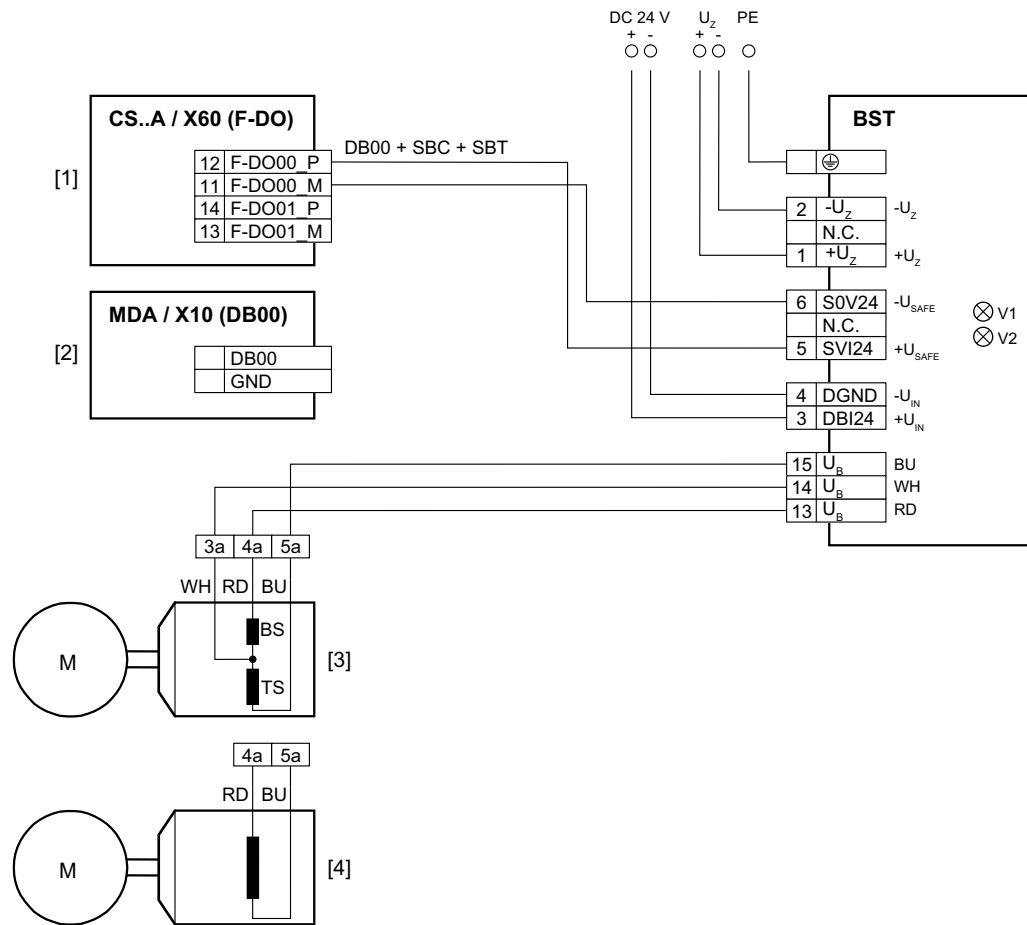 DC 24 V U_Z PE
+ - + -
CS..A / X60 (F-DO)
12 F-DO00_P
11 F-DO00_M
14 F-DO01_P
13 F-DO01_M
[1]
DB00 + SBC + SBT
MDA / X10 (DB00)
DB00
GND
[2]
BST
2 -U_Z -U_Z
N.C.
1 +U_Z +U_Z
6 S0V24 -U_SAFE
N.C.
5 SVI24 +U_SAFE
V1
V2
4 DGND -U_IN
3 DBI24 +U_IN
15 U_B BU
14 U_B WH
13 U_B RD
3a 4a 5a
WH RD BU
BS
TS
M
[3]
4a 5a
RD BU
M
[4]